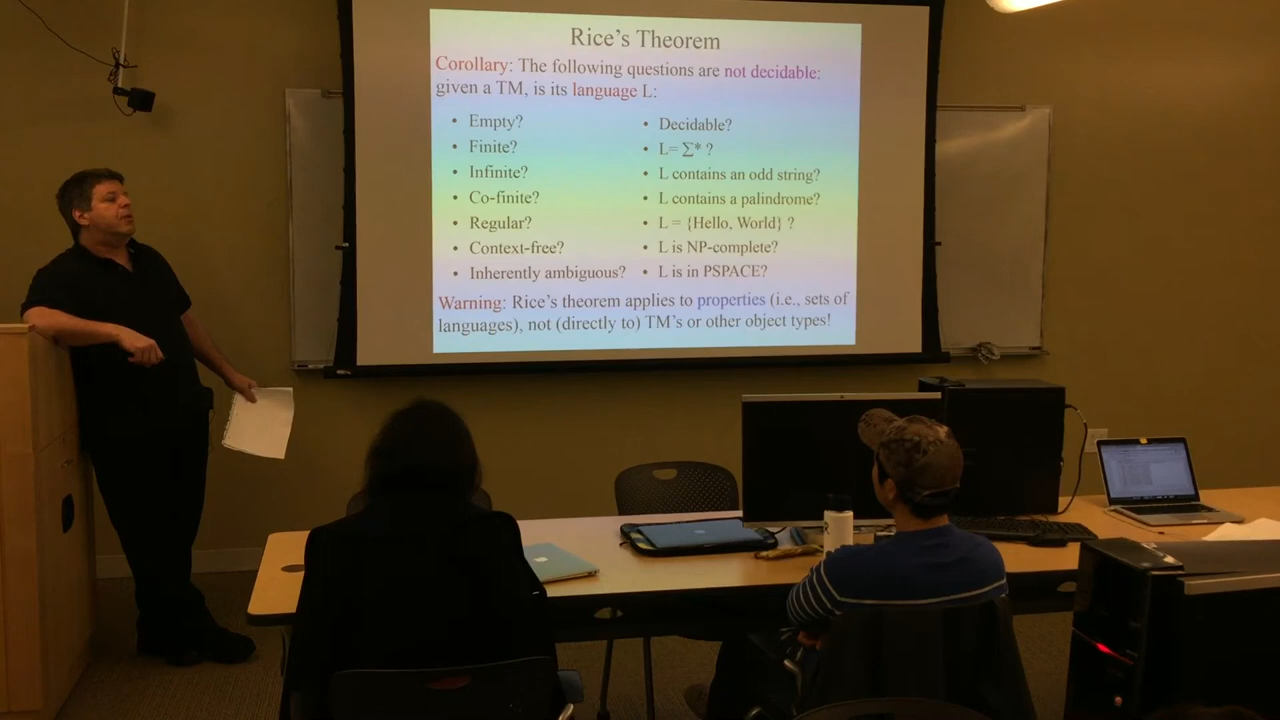 Rice's Theorem
Corollary: The following questions are not decidable:
given a TM, is its language L:
• Empty?
• Finite?
• Infinite?
• Co-finite?
• Regular?
• Context-free?
• Inherently ambiguous?
• Decidable?
• L= ∑* ?
• L contains an odd string?
• L contains a palindrome?
• L = {Hello, World} ?
• L is NP-complete?
• L is in PSPACE?
Warning: Rice's theorem applies to properties (i.e., sets of
languages), not (directly to) TM's or other object types!